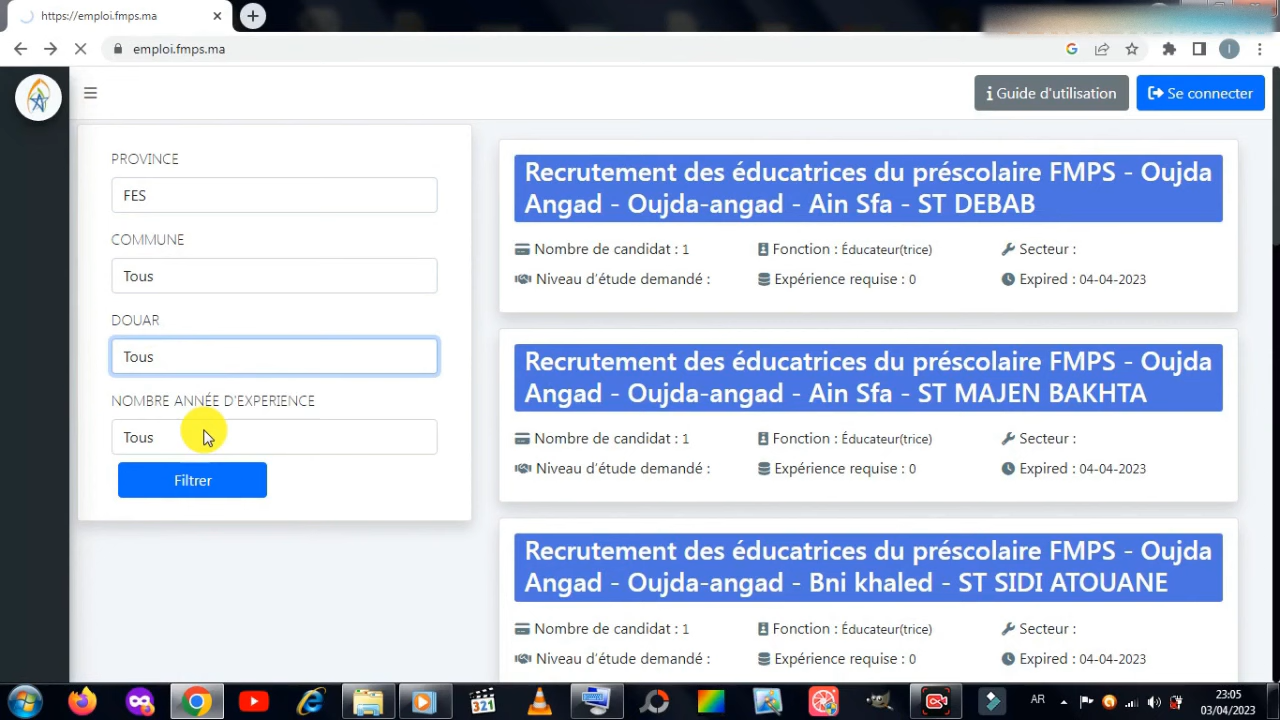 https://emploi.fmps.ma
emploi.fmps.ma
I
Guide d'utilisation
Se connecter
PROVINCE
FES
COMMUNE
Tous
DOUAR
Tous
NOMBRE ANNÉE D'EXPERIENCE
Tous
Filtrer
Recrutement des éducatrices du préscolaire FMPS - Oujda
Angad - Oujda-angad - Ain Sfa - ST DEBAB
Nombre de candidat : 1 Fonction : Éducateur(trice) Secteur :
Niveau d'étude demandé : Expérience requise : 0 Expired : 04-04-2023
Recrutement des éducatrices du préscolaire FMPS - Oujda
Angad - Oujda-angad - Ain Sfa - ST MAJEN BAKHTA
Nombre de candidat : 1 Fonction : Éducateur(trice) Secteur :
Niveau d'étude demandé : Expérience requise : 0 Expired : 04-04-2023
Recrutement des éducatrices du préscolaire FMPS - Oujda
Angad - Oujda-angad - Bni khaled - ST SIDI ATOUANE
Nombre de candidat : 1 Fonction : Éducateur(trice) Secteur :
Niveau d'étude demandé : Expérience requise : 0 Expired : 04-04-2023
321
AR
23:05
03/04/2023